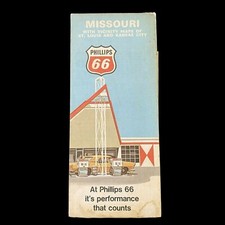 MISSOURI
WITH VICINITY MAPS OF
ST. LOUIS AND KANSAS CITY
PHILLIPS
66
At Phillips 66
it's performance
that counts